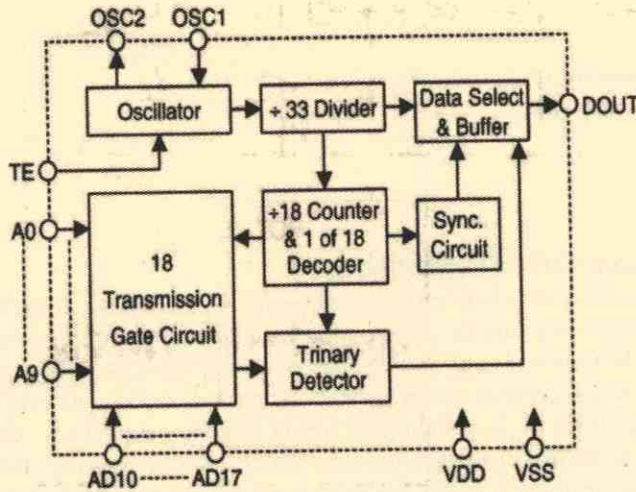 OSC2 OSC1
Oscillator
÷ 33 Divider
Data Select
& Buffer
DOUT
TE
A0
18
Transmission
Gate Circuit
÷18 Counter
& 1 of 18
Decoder
Sync.
Circuit
A9
Trinary
Detector
AD10 AD17
VDD
VSS